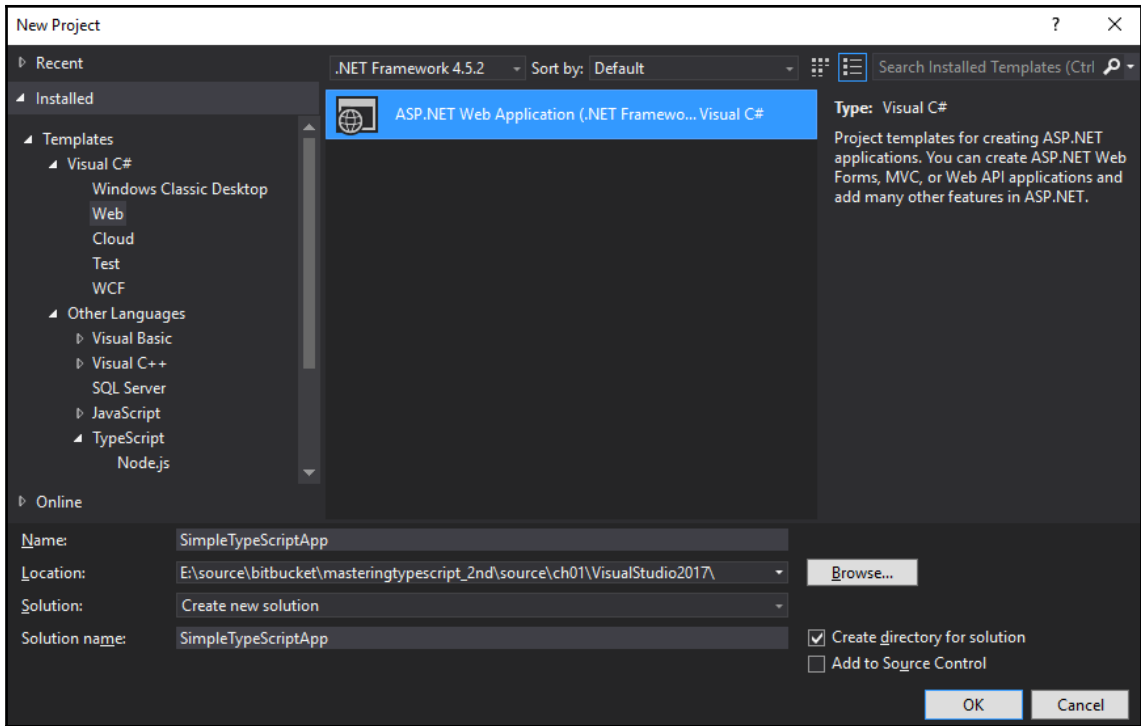 New Project
?
Recent
.NET Framework 4.5.2
Sort by: Default
Search Installed Templates (Ctrl
Installed
Templates
Visual C#
Windows Classic Desktop
Web
Cloud
Test
WCF
Other Languages
Visual Basic
Visual C++
SQL Server
JavaScript
TypeScript
Node.js
Online
ASP.NET Web Application (.NET Framewo... Visual C#
Type: Visual C#
Project templates for creating ASP.NET
applications. You can create ASP.NET Web
Forms, MVC, or Web API applications and
add many other features in ASP.NET.
Name: SimpleTypeScriptApp
Location: E:\source\bitbucket\masteringtypescript_2nd\source\ch01\VisualStudio2017\
Browse...
Solution: Create new solution
Solution name: SimpleTypeScriptApp
Create directory for solution
Add to Source Control
OK Cancel